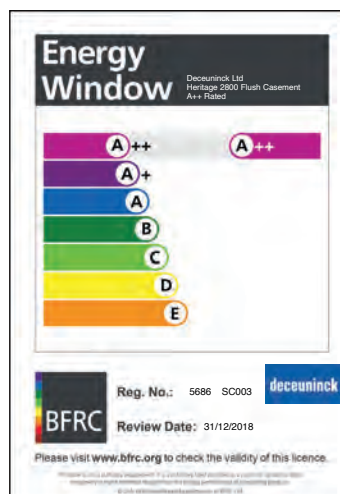 Energy
Window
Deceuninck Ltd
Heritage 2800 Flush Casement
A++ Rated
A++ A++
A+
A
B
C
D
E
BFRC
Reg. No.: 5686 SC003
deceuninck
Review Date: 31/12/2018
Please visit www.bfrc.org to check the validity of this licence.